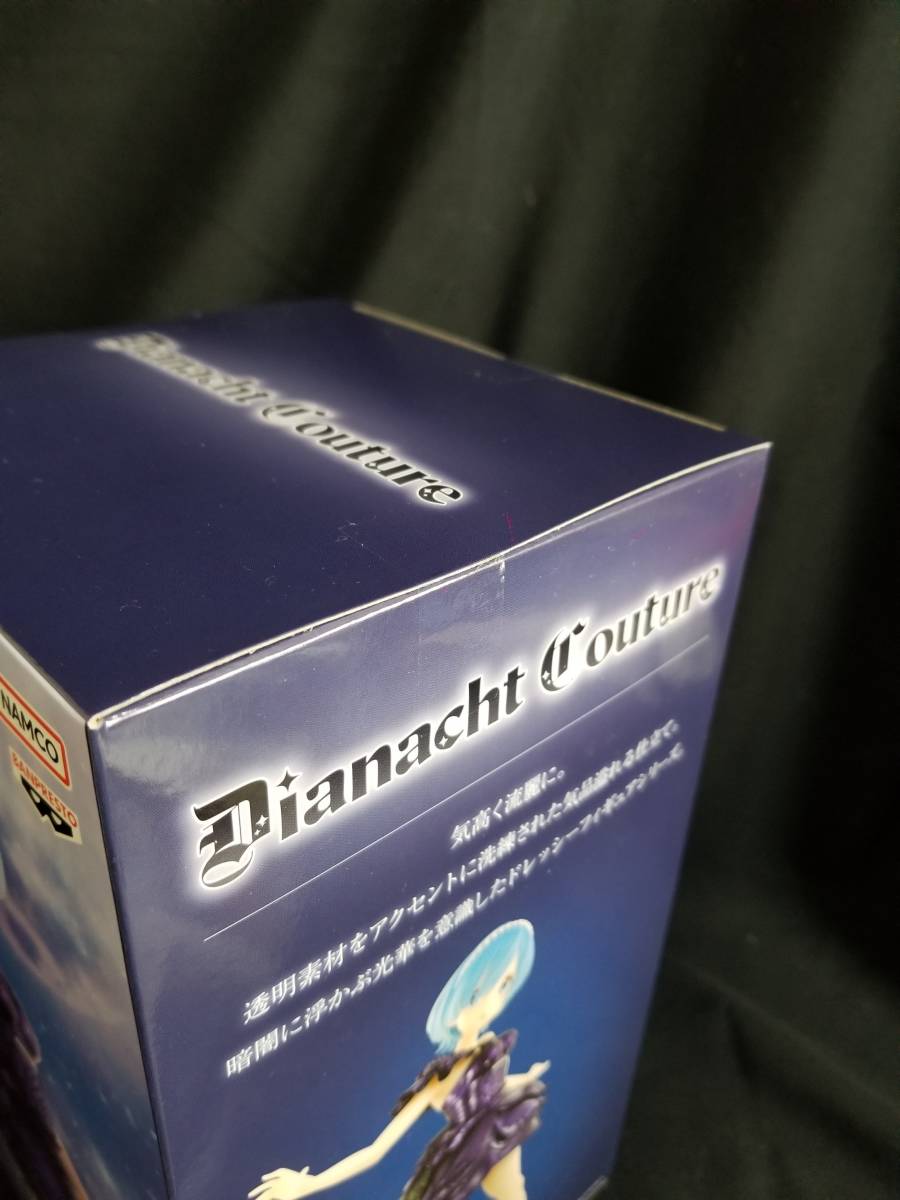 Dianacht Couture
Dianacht Couture
NAMCO
BANPRESTO
気高く流麗に。
透明素材をアクセントに洗練された気品溢れる仕立て。
暗闇に浮かぶ光華を意識したドレッシーフィギュアシリーズ。